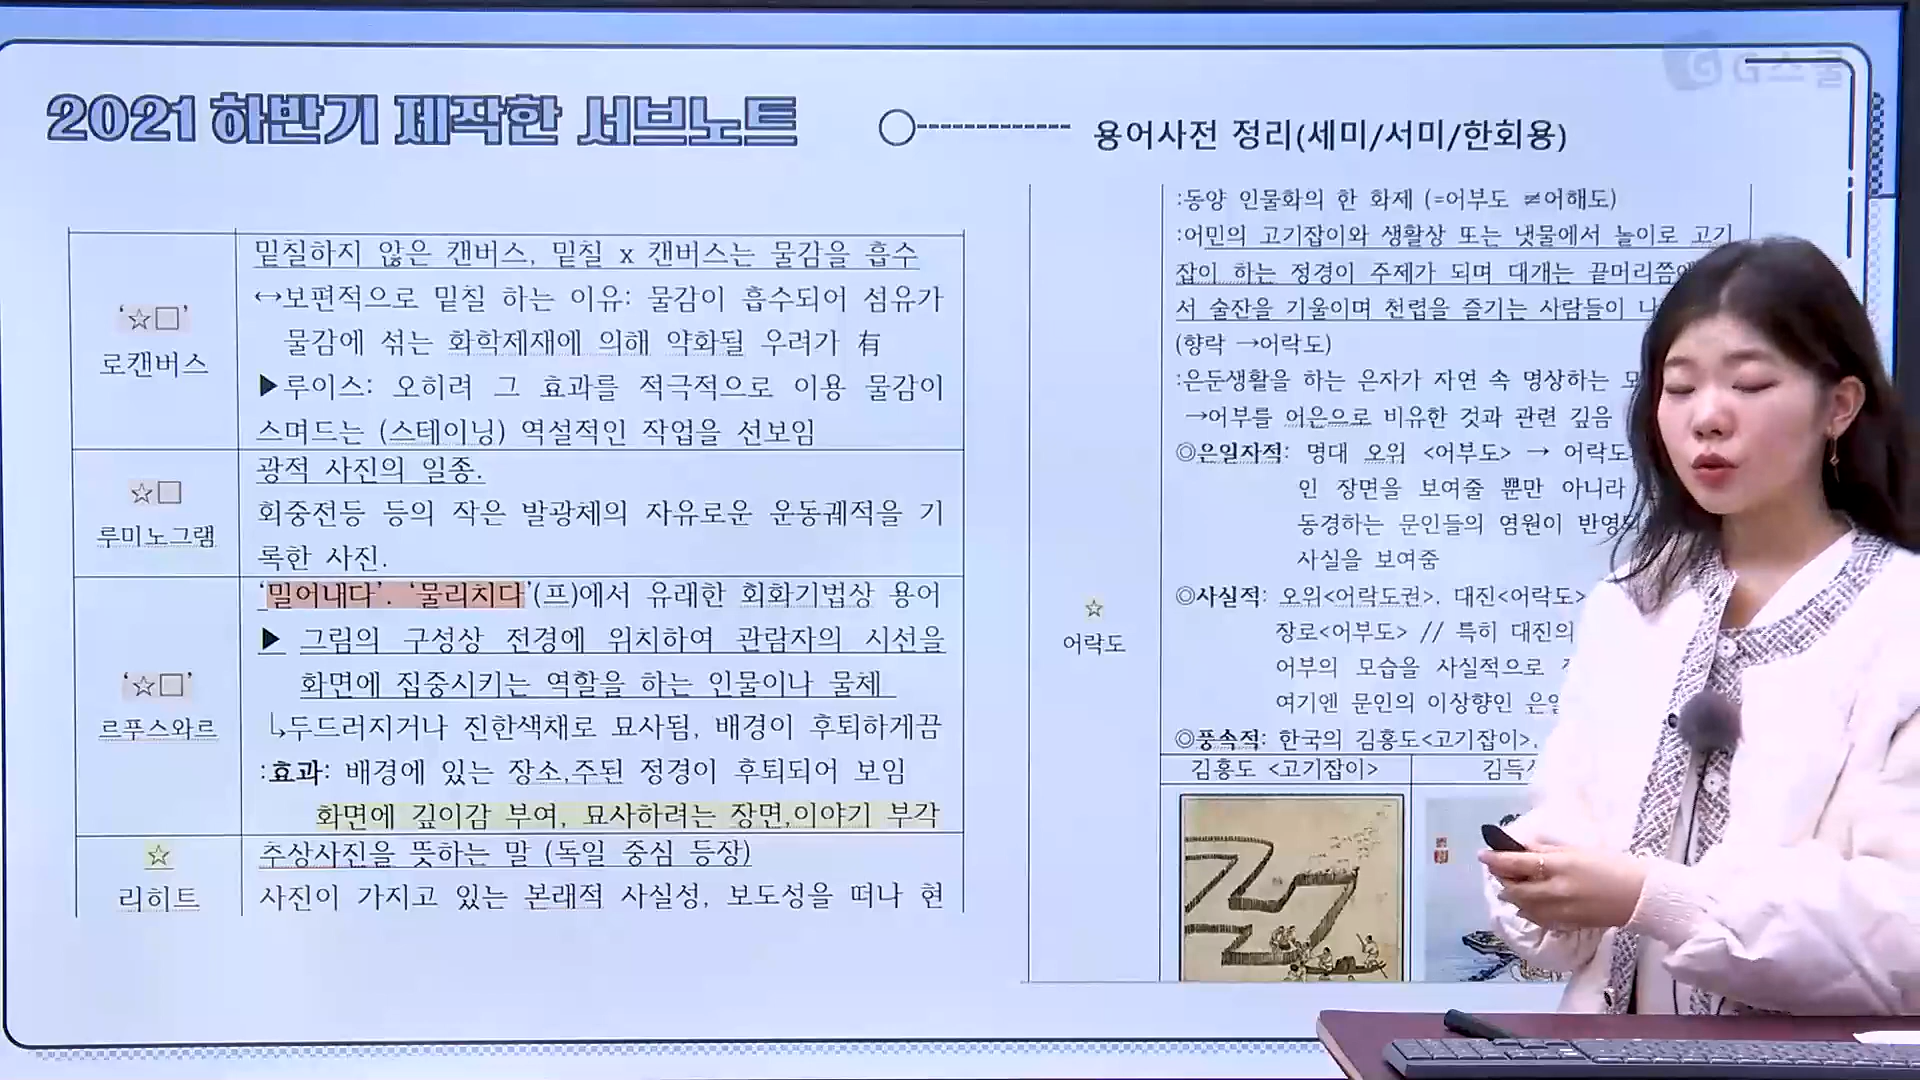 G스쿨
2021 하반기 제작한 서브노트
용어사전 정리(세미/서미/한회용)
‘☆□’
로캔버스
밑칠하지 않은 캔버스, 밑칠 x 캔버스는 물감을 흡수
↔보편적으로 밑칠 하는 이유: 물감이 흡수되어 섬유가
물감에 섞는 화학제재에 의해 약화될 우려가 有
▶루이스: 오히려 그 효과를 적극적으로 이용 물감이
스며드는 (스테이닝) 역설적인 작업을 선보임
☆□
루미노그램
광적 사진의 일종.
회중전등 등의 작은 발광체의 자유로운 운동궤적을 기
록한 사진.
‘☆□’
르푸스와르
‘밀어내다’. ‘물리치다’(프)에서 유래한 회화기법상 용어
▶ 그림의 구성상 전경에 위치하여 관람자의 시선을
화면에 집중시키는 역할을 하는 인물이나 물체
↳두드러지거나 진한색채로 묘사됨, 배경이 후퇴하게끔
:효과: 배경에 있는 장소,주된 정경이 후퇴되어 보임
화면에 깊이감 부여, 묘사하려는 장면,이야기 부각
☆
리히트
추상사진을 뜻하는 말 (독일 중심 등장)
사진이 가지고 있는 본래적 사실성, 보도성을 떠나 현
☆
어락도
:동양 인물화의 한 화제 (=어부도 ≠어해도)
:어민의 고기잡이와 생활상 또는 냇물에서 놀이로 고기
잡이 하는 정경이 주제가 되며 대개는 끝머리쯤에
서 술잔을 기울이며 천렵을 즐기는 사람들이
(향락 →어락도)
:은둔생활을 하는 은자가 자연 속 명상하는
→어부를 어은으로 비유한 것과 관련 깊음
◎은일자적: 명대 오위 <어부도> → 어락도
인 장면을 보여줄 뿐만 아니라
동경하는 문인들의 염원이 반영
사실을 보여줌
◎사실적: 오위<어락도권>, 대진<어락도>
장로<어부도> // 특히 대진의
어부의 모습을 사실적으로
여기엔 문인의 이상향인 은일
◎풍속적: 한국의 김홍도<고기잡이>,
김홍도 <고기잡이>
김득